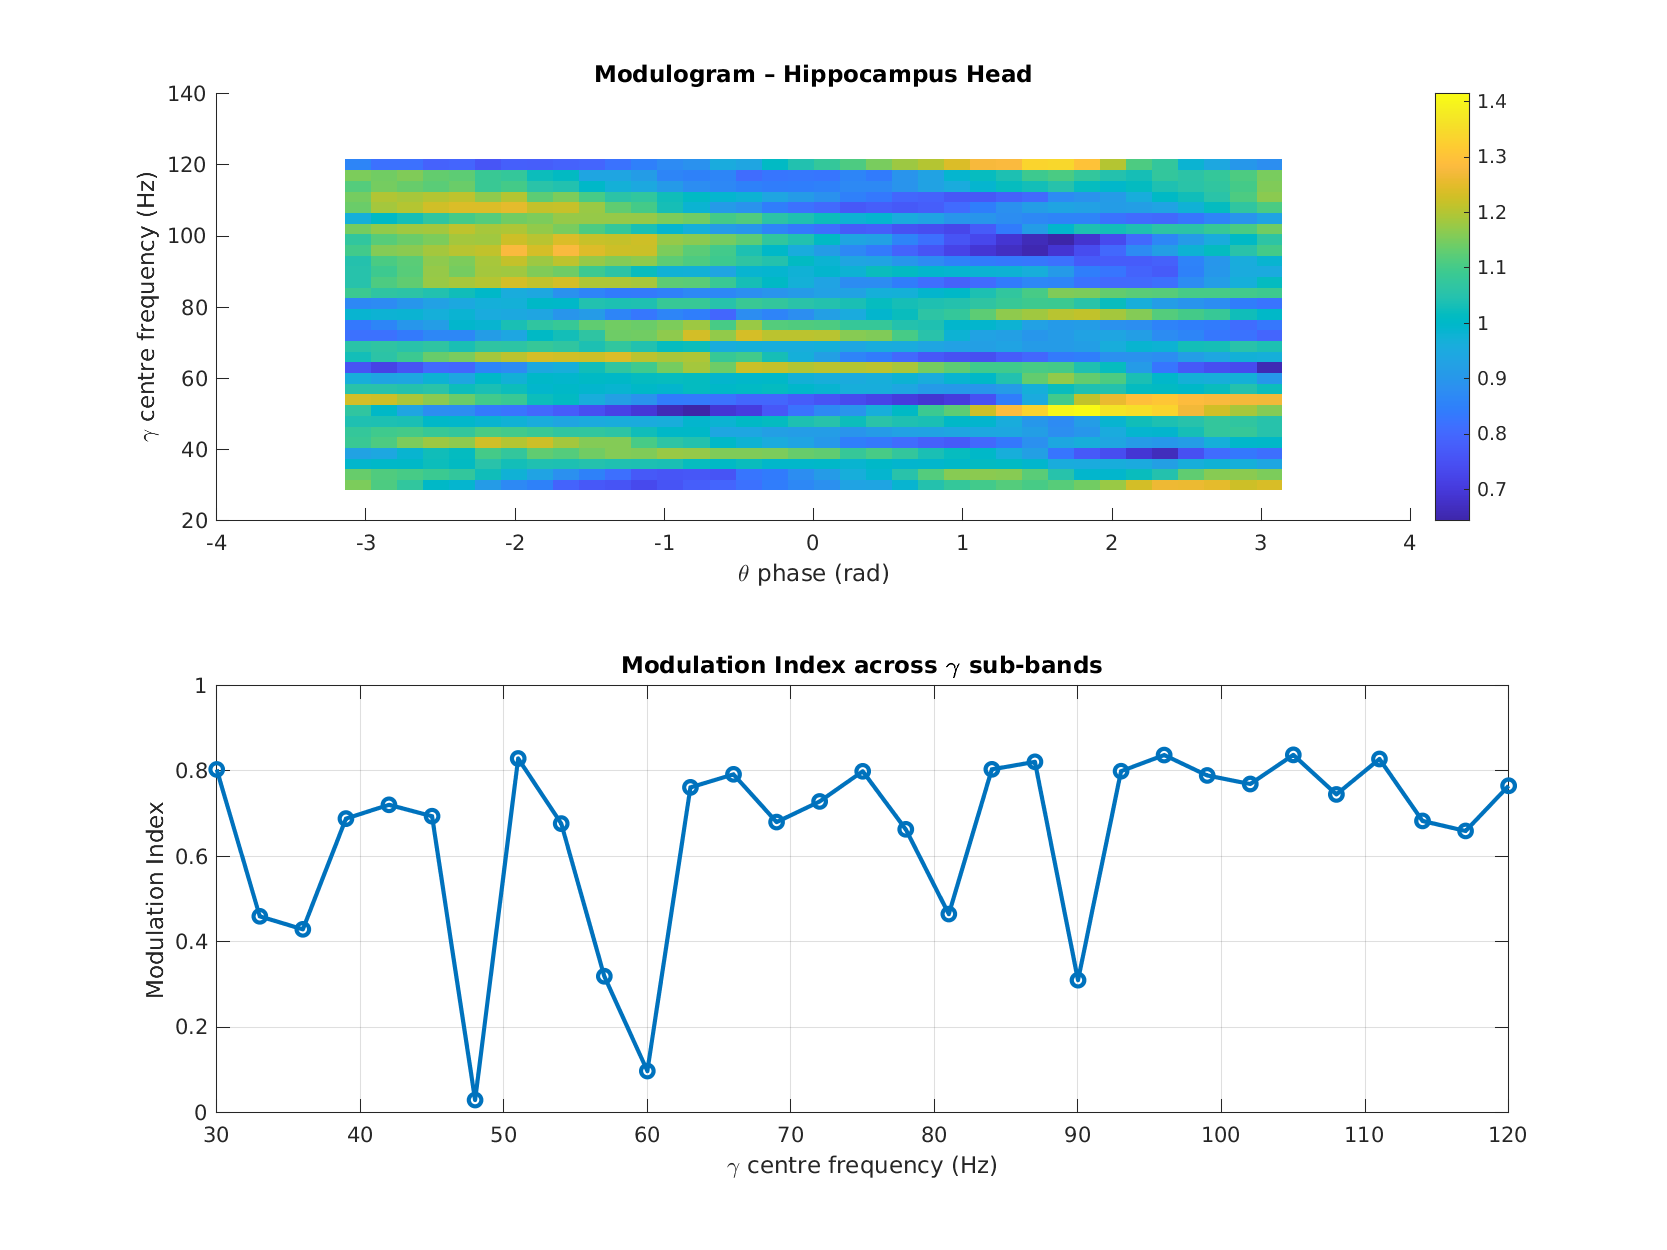 Modulogram – Hippocampus Head
γ centre frequency (Hz)
140
120
100
80
60
40
20
-4 -3 -2 -1 0 1 2 3 4
θ phase (rad)
1.4
1.3
1.2
1.1
1
0.9
0.8
0.7
Modulation Index across γ sub-bands
Modulation Index
1
0.8
0.6
0.4
0.2
0
30 40 50 60 70 80 90 100 110 120
γ centre frequency (Hz)